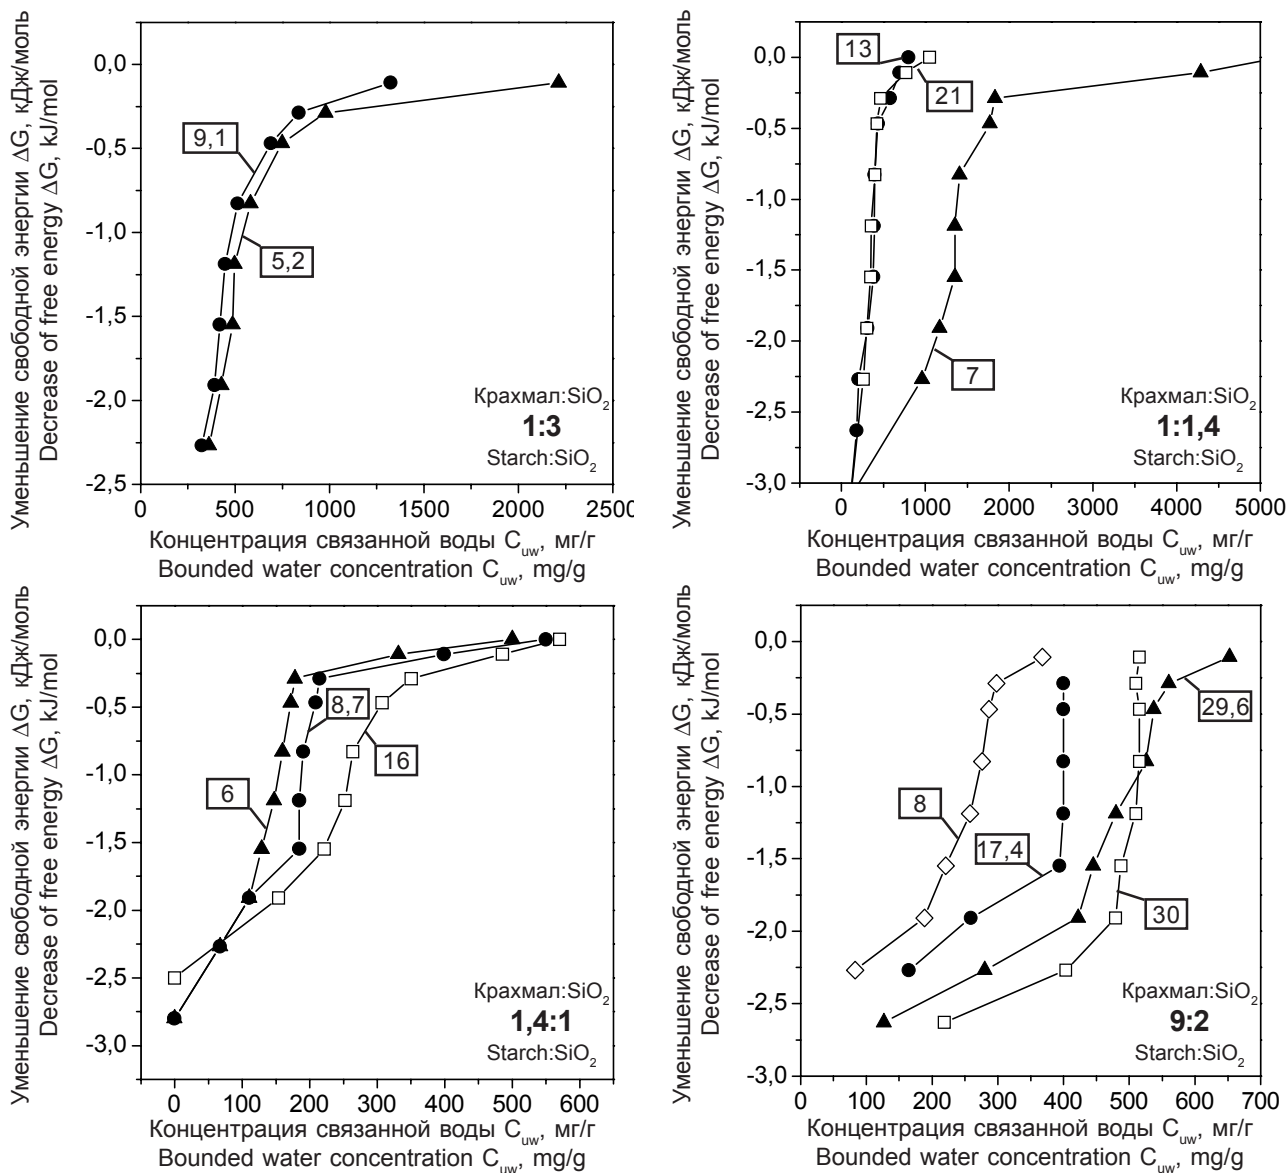 Уменьшение свободной энергии ΔG, кДж/моль
Decrease of free energy ΔG, kJ/mol
0,0
-0,5
-1,0
-1,5
-2,0
-2,5
9,1
5,2
Крахмал:SiO₂
1:3
Starch:SiO₂
0 500 1000 1500 2000 2500
Концентрация связанной воды C_uw, мг/г
Bounded water concentration C_uw, mg/g
Уменьшение свободной энергии ΔG, кДж/моль
Decrease of free energy ΔG, kJ/mol
0,0
-0,5
-1,0
-1,5
-2,0
-2,5
-3,0
13
21
7
Крахмал:SiO₂
1:1,4
Starch:SiO₂
0 1000 2000 3000 4000 5000
Концентрация связанной воды C_uw, мг/г
Bounded water concentration C_uw, mg/g
Уменьшение свободной энергии ΔG, кДж/моль
Decrease of free energy ΔG, kJ/mol
0,0
-0,5
-1,0
-1,5
-2,0
-2,5
-3,0
8,7
16
6
Крахмал:SiO₂
1,4:1
Starch:SiO₂
0 100 200 300 400 500 600
Концентрация связанной воды C_uw, мг/г
Bounded water concentration C_uw, mg/g
Уменьшение свободной энергии ΔG, кДж/моль
Decrease of free energy ΔG, kJ/mol
0,0
-0,5
-1,0
-1,5
-2,0
-2,5
-3,0
29,6
8
17,4
30
Крахмал:SiO₂
9:2
Starch:SiO₂
0 100 200 300 400 500 600 700
Концентрация связанной воды C_uw, мг/г
Bounded water concentration C_uw, mg/g